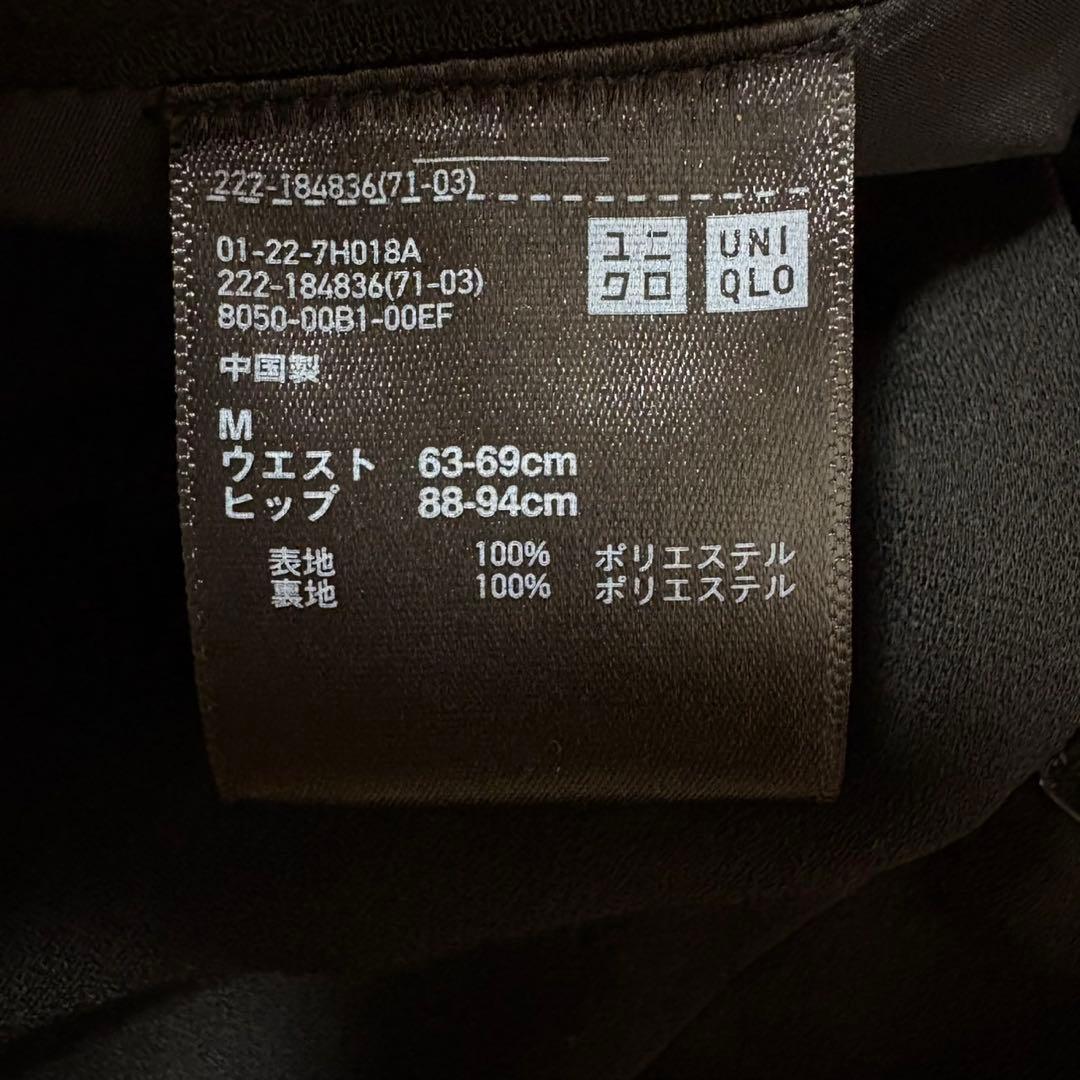 222-184836(71-03)
ユニ
クロ
UNI
QLO
01-22-7H018A
222-184836(71-03)
8050-00B1-00EF
中国製
M
ウエスト 63-69cm
ヒップ 88-94cm
表地 100% ポリエステル
裏地 100% ポリエステル